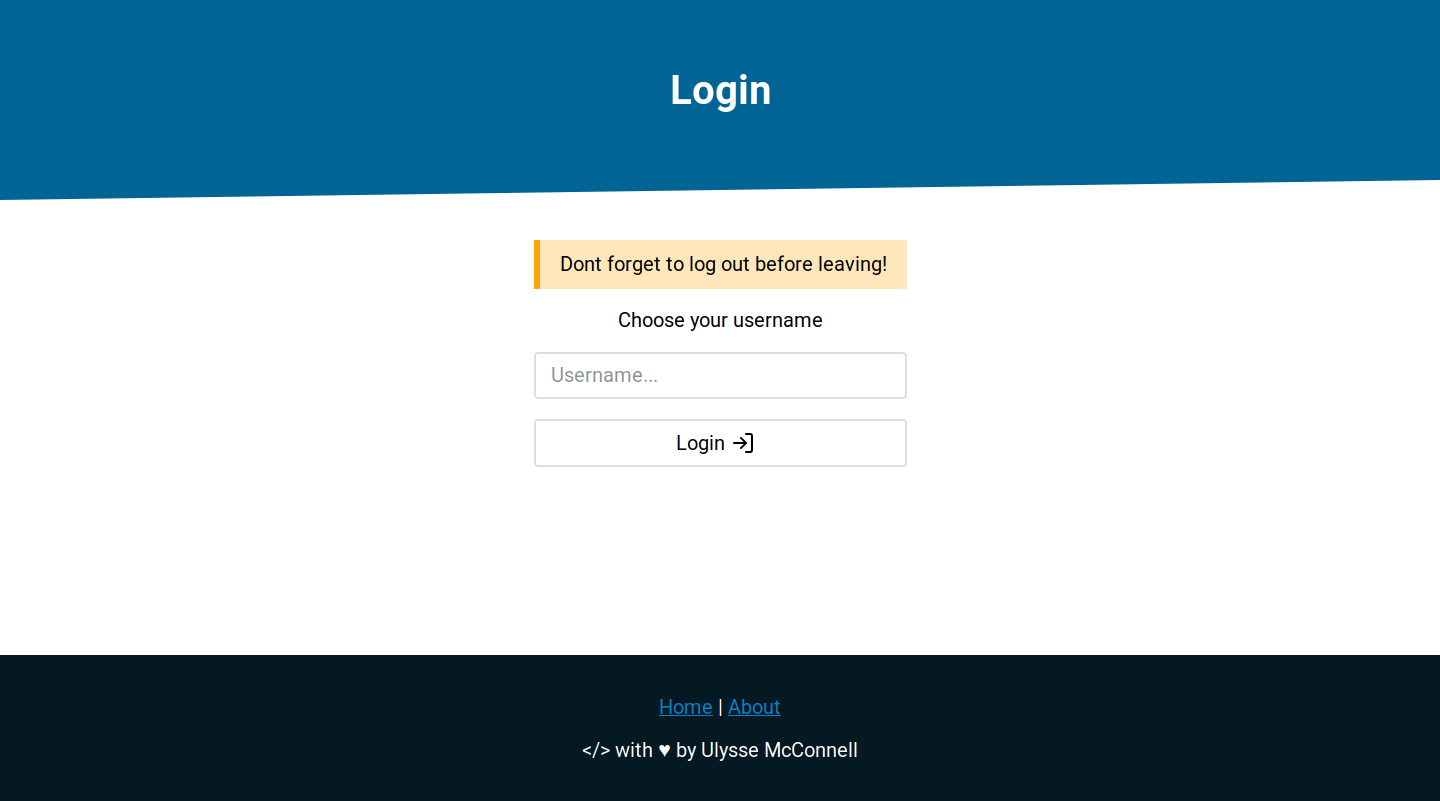 Login
Dont forget to log out before leaving!
Choose your username
Username...
Login
Home | About
</> with ♥ by Ulysse McConnell